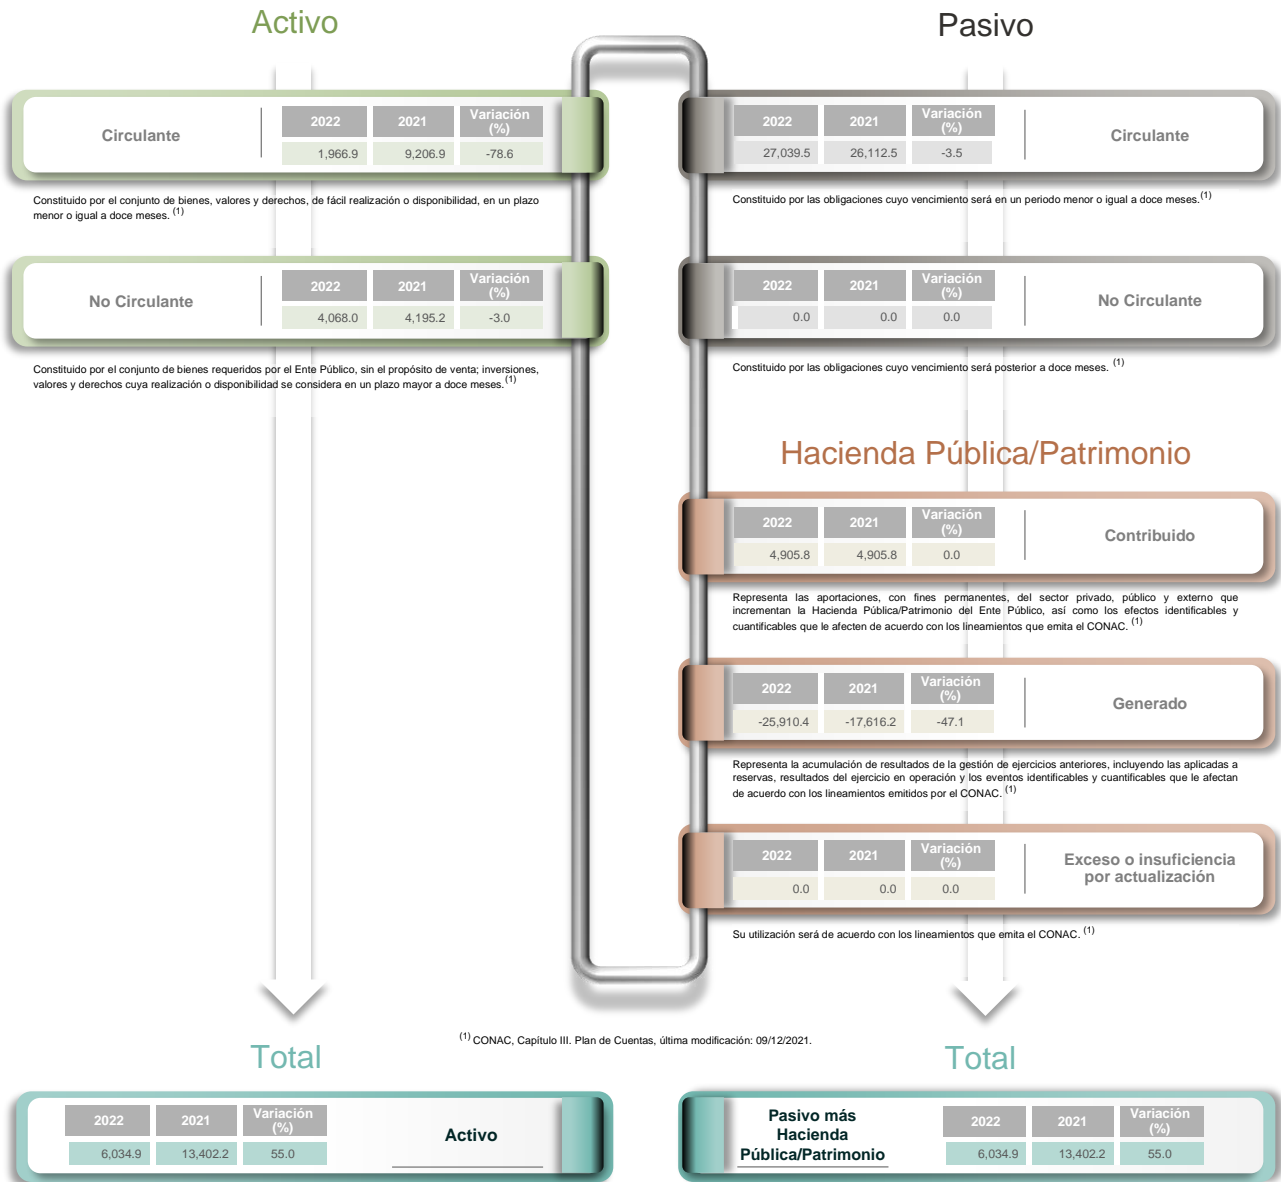 Activo
Circulante
2022 2021 Variación (%)
1,966.9 9,206.9 -78.6
Constituido por el conjunto de bienes, valores y derechos, de fácil realización o disponibilidad, en un plazo
menor o igual a doce meses. (1)
No Circulante
2022 2021 Variación (%)
4,068.0 4,195.2 -3.0
Constituido por el conjunto de bienes requeridos por el Ente Público, sin el propósito de venta; inversiones,
valores y derechos cuya realización o disponibilidad se considera en un plazo mayor a doce meses. (1)
Pasivo
2022 2021 Variación (%)
27,039.5 26,112.5 -3.5
Circulante
Constituido por las obligaciones cuyo vencimiento será en un periodo menor o igual a doce meses. (1)
2022 2021 Variación (%)
0.0 0.0 0.0
No Circulante
Constituido por las obligaciones cuyo vencimiento será posterior a doce meses. (1)
Hacienda Pública/Patrimonio
2022 2021 Variación (%)
4,905.8 4,905.8 0.0
Contribuido
Representa las aportaciones, con fines permanentes, del sector privado, público y externo que
incrementan la Hacienda Pública/Patrimonio del Ente Público, así como los efectos identificables y
cuantificables que le afecten de acuerdo con los lineamientos que emita el CONAC. (1)
2022 2021 Variación (%)
-25,910.4 -17,616.2 -47.1
Generado
Representa la acumulación de resultados de la gestión de ejercicios anteriores, incluyendo las aplicadas a
reservas, resultados del ejercicio en operación y los eventos identificables y cuantificables que le afectan
de acuerdo con los lineamientos emitidos por el CONAC. (1)
2022 2021 Variación (%)
0.0 0.0 0.0
Exceso o insuficiencia
por actualización
Su utilización será de acuerdo con los lineamientos que emita el CONAC. (1)
(1) CONAC, Capítulo III. Plan de Cuentas, última modificación: 09/12/2021.
Total
2022 2021 Variación (%)
6,034.9 13,402.2 55.0
Activo
Total
Pasivo más
Hacienda
Pública/Patrimonio
2022 2021 Variación (%)
6,034.9 13,402.2 55.0